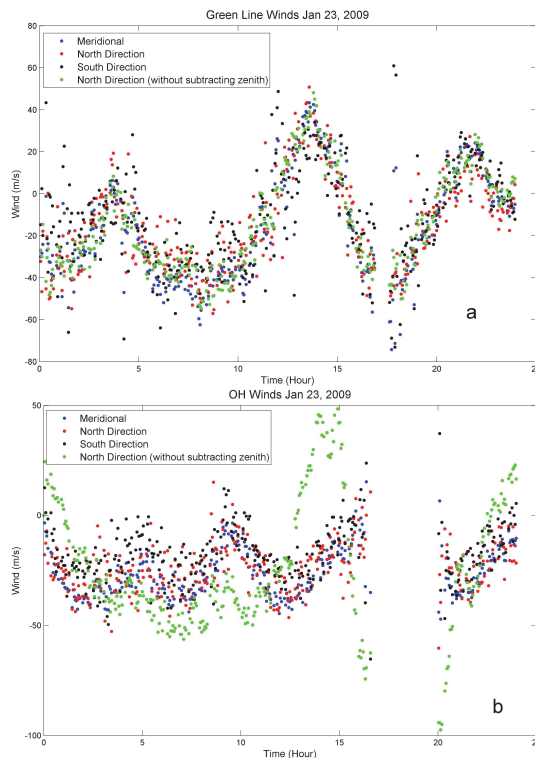 Green Line Winds Jan 23, 2009
Meridional
North Direction
South Direction
North Direction (without subtracting zenith)
60
40
20
0
-20
-40
-60
-80
Wind (m/s)
a
0
5
10
15
20
25
Time (Hour)
OH Winds Jan 23, 2009
Meridional
North Direction
South Direction
North Direction (without subtracting zenith)
50
0
-50
-100
Wind (m/s)
b
0
5
10
15
20
Time (Hour)